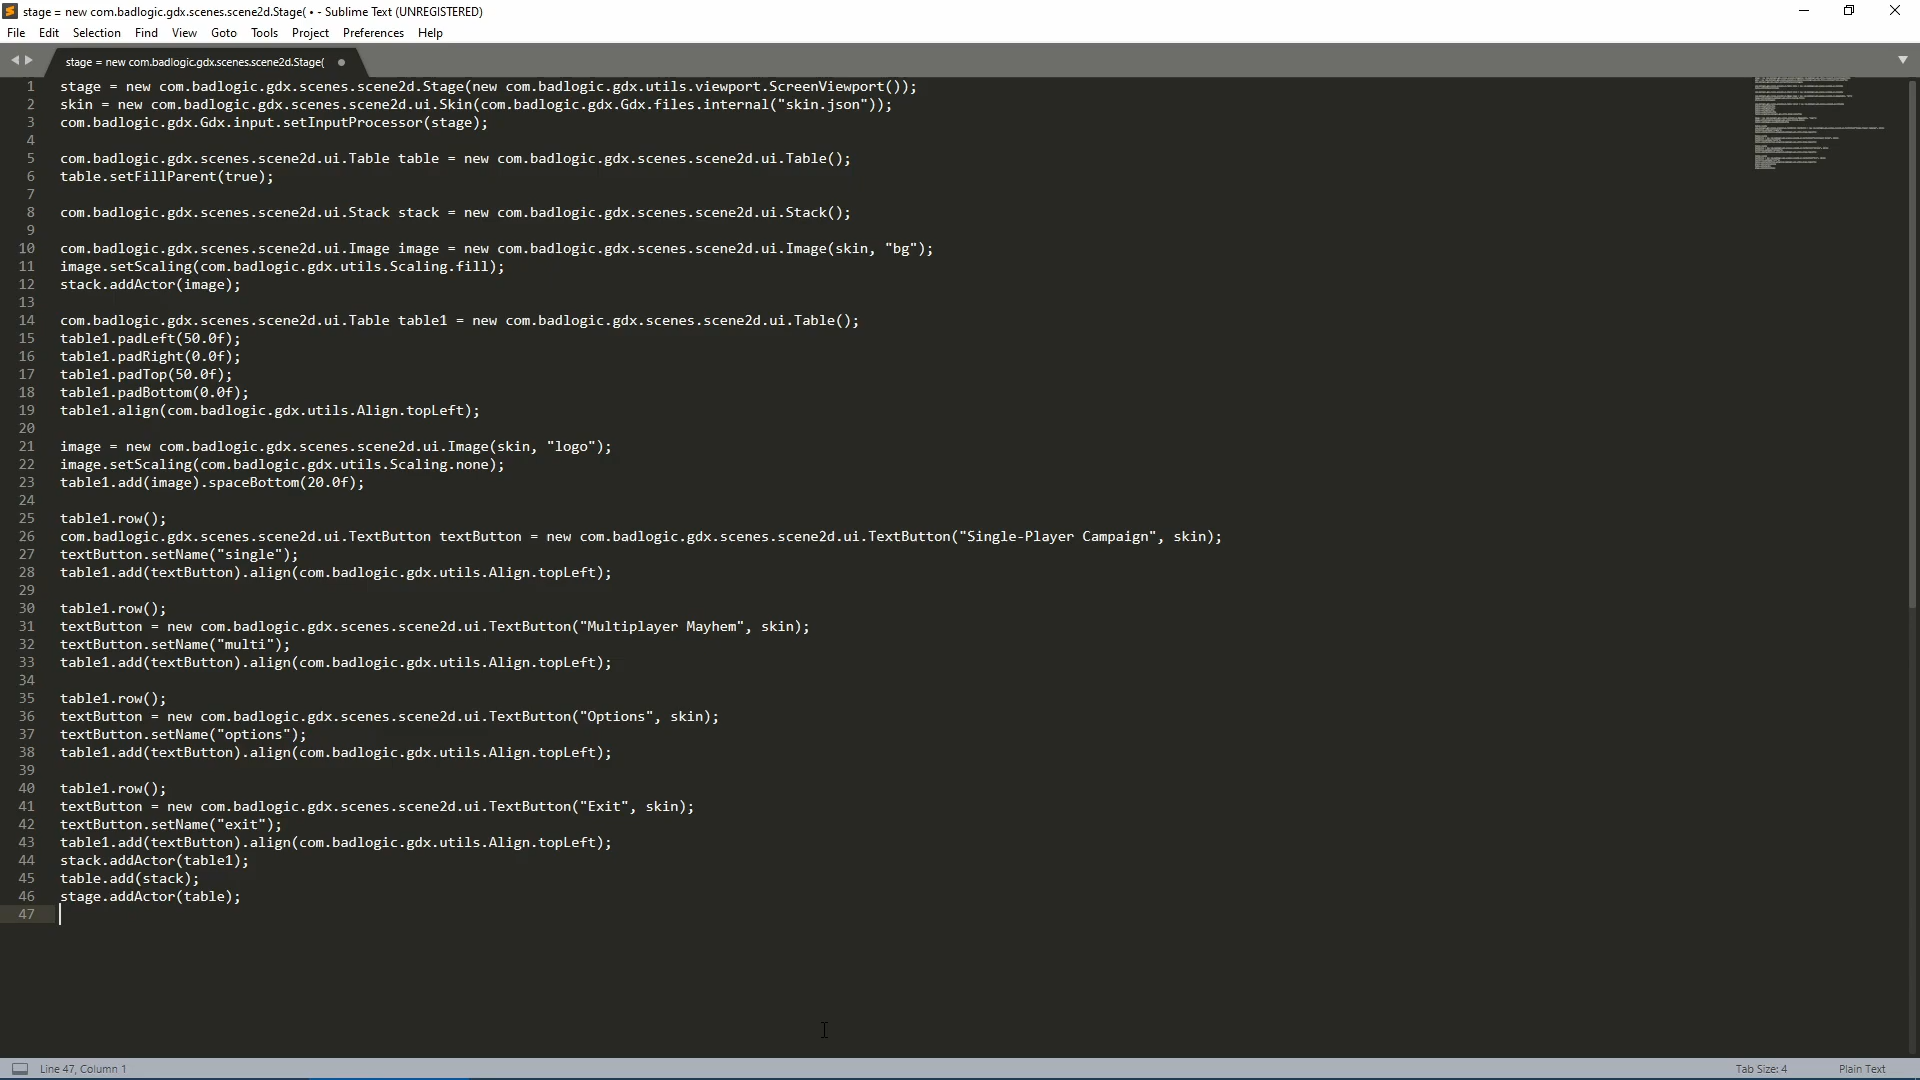 stage = new com.badlogic.gdx.scenes.scene2d.Stage( • - Sublime Text (UNREGISTERED)
File Edit Selection Find View Goto Tools Project Preferences Help
stage = new com.badlogic.gdx.scenes.scene2d.Stage(
1 stage = new com.badlogic.gdx.scenes.scene2d.Stage(new com.badlogic.gdx.utils.viewport.ScreenViewport());
2 skin = new com.badlogic.gdx.scenes.scene2d.ui.Skin(com.badlogic.gdx.Gdx.files.internal("skin.json"));
3 com.badlogic.gdx.Gdx.input.setInputProcessor(stage);
4
5 com.badlogic.gdx.scenes.scene2d.ui.Table table = new com.badlogic.gdx.scenes.scene2d.ui.Table();
6 table.setFillParent(true);
7
8 com.badlogic.gdx.scenes.scene2d.ui.Stack stack = new com.badlogic.gdx.scenes.scene2d.ui.Stack();
9
10 com.badlogic.gdx.scenes.scene2d.ui.Image image = new com.badlogic.gdx.scenes.scene2d.ui.Image(skin, "bg");
11 image.setScaling(com.badlogic.gdx.utils.Scaling.fill);
12 stack.addActor(image);
13
14 com.badlogic.gdx.scenes.scene2d.ui.Table table1 = new com.badlogic.gdx.scenes.scene2d.ui.Table();
15 table1.padLeft(50.0f);
16 table1.padRight(0.0f);
17 table1.padTop(50.0f);
18 table1.padBottom(0.0f);
19 table1.align(com.badlogic.gdx.utils.Align.topLeft);
20
21 image = new com.badlogic.gdx.scenes.scene2d.ui.Image(skin, "logo");
22 image.setScaling(com.badlogic.gdx.utils.Scaling.none);
23 table1.add(image).spaceBottom(20.0f);
24
25 table1.row();
26 com.badlogic.gdx.scenes.scene2d.ui.TextButton textButton = new com.badlogic.gdx.scenes.scene2d.ui.TextButton("Single-Player Campaign", skin);
27 textButton.setName("single");
28 table1.add(textButton).align(com.badlogic.gdx.utils.Align.topLeft);
29
30 table1.row();
31 textButton = new com.badlogic.gdx.scenes.scene2d.ui.TextButton("Multiplayer Mayhem", skin);
32 textButton.setName("multi");
33 table1.add(textButton).align(com.badlogic.gdx.utils.Align.topLeft);
34
35 table1.row();
36 textButton = new com.badlogic.gdx.scenes.scene2d.ui.TextButton("Options", skin);
37 textButton.setName("options");
38 table1.add(textButton).align(com.badlogic.gdx.utils.Align.topLeft);
39
40 table1.row();
41 textButton = new com.badlogic.gdx.scenes.scene2d.ui.TextButton("Exit", skin);
42 textButton.setName("exit");
43 table1.add(textButton).align(com.badlogic.gdx.utils.Align.topLeft);
44 stack.addActor(table1);
45 table.add(stack);
46 stage.addActor(table);
47
Line 47, Column 1 Tab Size: 4 Plain Text